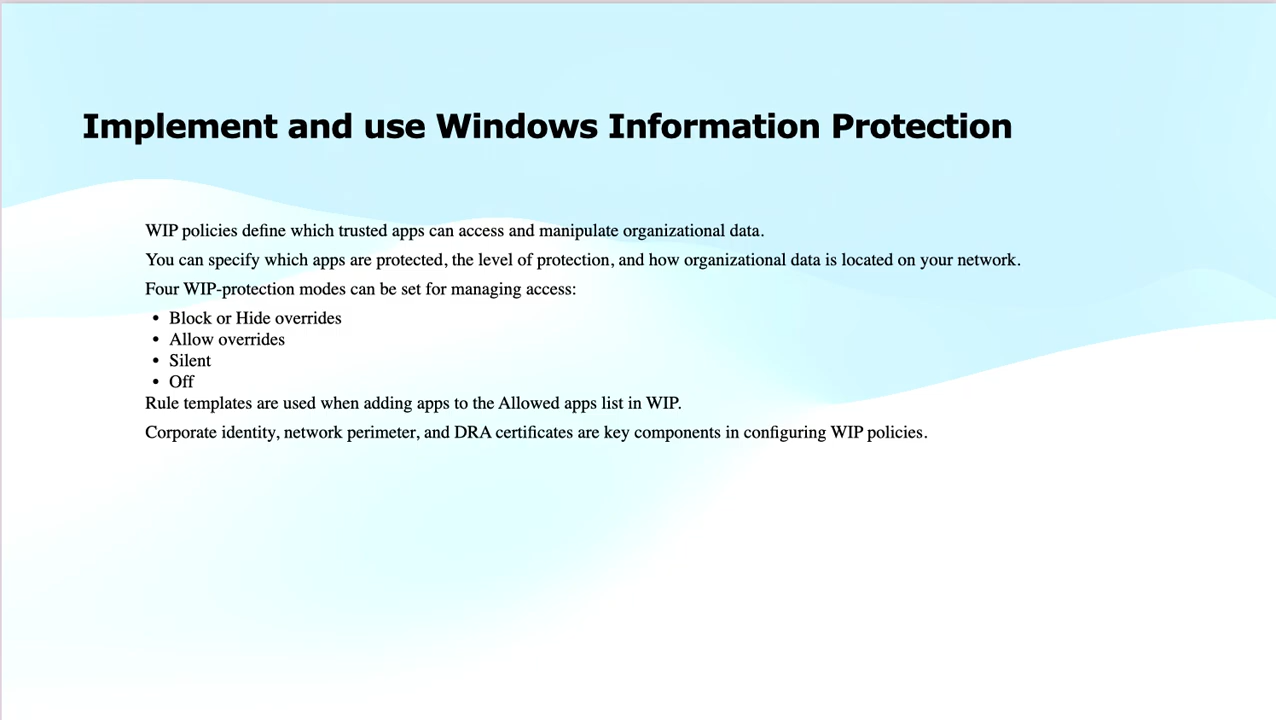 Implement and use Windows Information Protection
WIP policies define which trusted apps can access and manipulate organizational data.
You can specify which apps are protected, the level of protection, and how organizational data is located on your network.
Four WIP-protection modes can be set for managing access:
• Block or Hide overrides
• Allow overrides
• Silent
• Off
Rule templates are used when adding apps to the Allowed apps list in WIP.
Corporate identity, network perimeter, and DRA certificates are key components in configuring WIP policies.